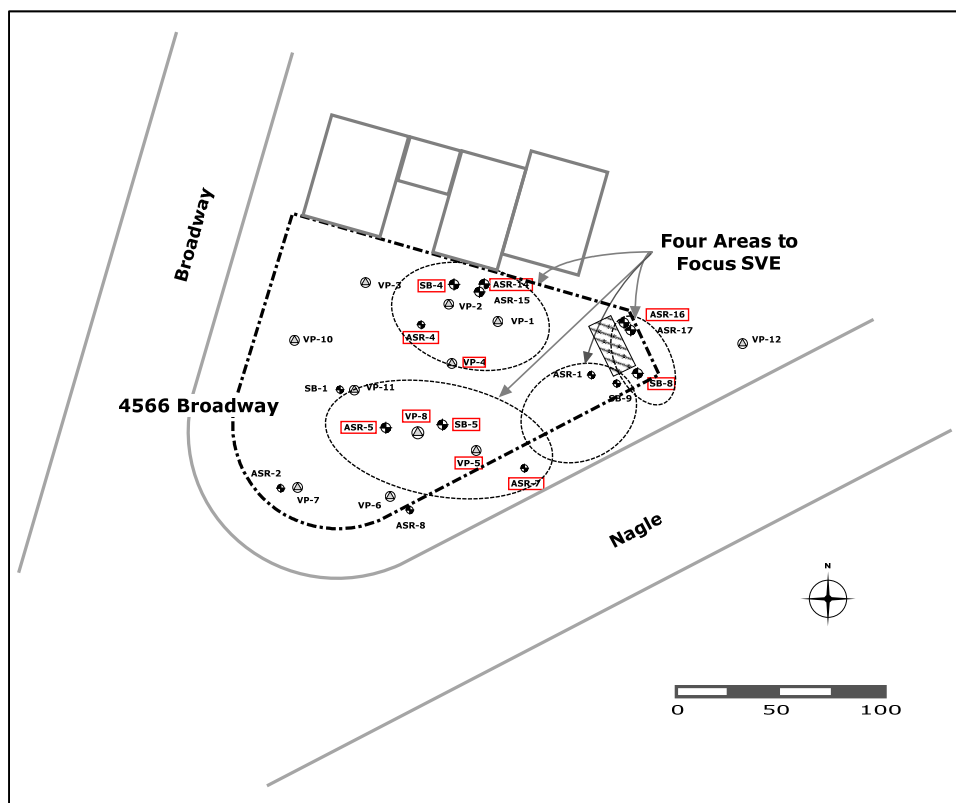 Broadway
Four Areas to
Focus SVE
VP-3
SB-4
ASR-14
ASR-15
VP-2
VP-1
ASR-4
VP-4
ASR-16
ASR-17
VP-12
VP-10
ASR-1
SB-8
SB-9
SB-1
VP-11
4566 Broadway
VP-8
ASR-5
SB-5
VP-5
ASR-7
ASR-2
VP-7
VP-6
ASR-8
Nagle
N
0 50 100